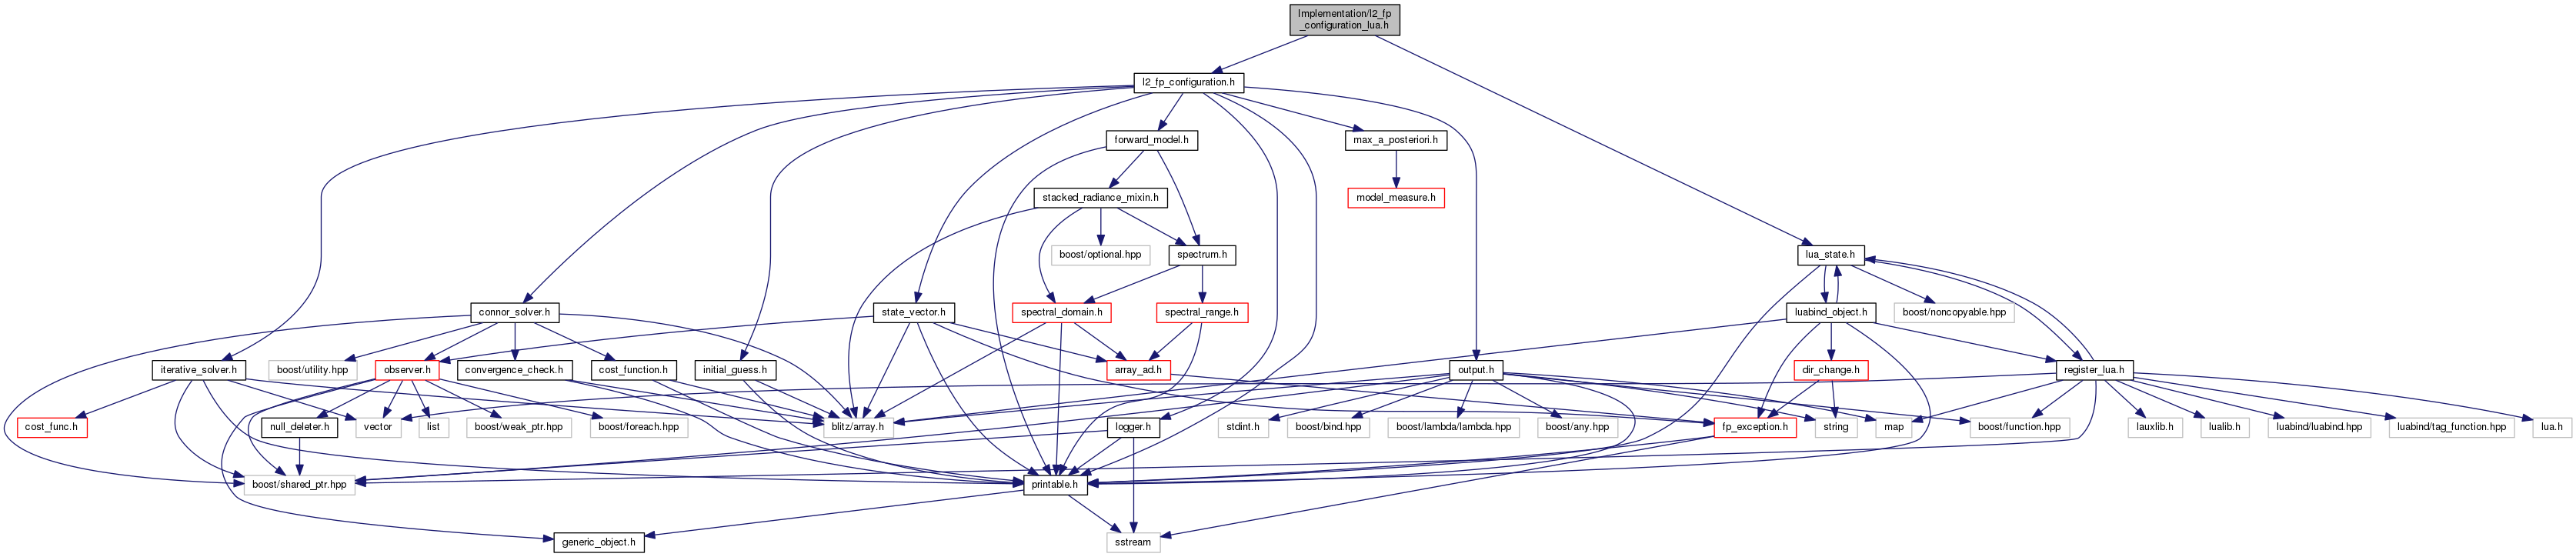 Implementation/l2_fp
_configuration_lua.h
l2_fp_configuration.h
forward_model.h
max_a_posteriori.h
stacked_radiance_mixin.h
model_measure.h
boost/optional.hpp
spectrum.h
lua_state.h
connor_solver.h
state_vector.h
spectral_domain.h
spectral_range.h
luabind_object.h
boost/noncopyable.hpp
iterative_solver.h
boost/utility.hpp
observer.h
convergence_check.h
cost_function.h
initial_guess.h
array_ad.h
output.h
dir_change.h
register_lua.h
cost_func.h
null_deleter.h
vector
list
boost/weak_ptr.hpp
boost/foreach.hpp
blitz/array.h
logger.h
stdint.h
boost/bind.hpp
boost/lambda/lambda.hpp
boost/any.hpp
fp_exception.h
string
map
boost/function.hpp
lauxlib.h
lualib.h
luabind/luabind.hpp
luabind/tag_function.hpp
lua.h
boost/shared_ptr.hpp
printable.h
generic_object.h
sstream